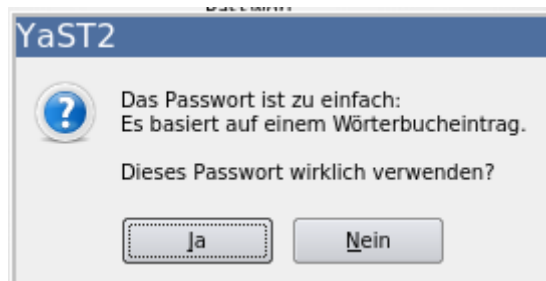 YaST2
Das Passwort ist zu einfach:
Es basiert auf einem Wörterbucheintrag.
Dieses Passwort wirklich verwenden?
Ja
Nein